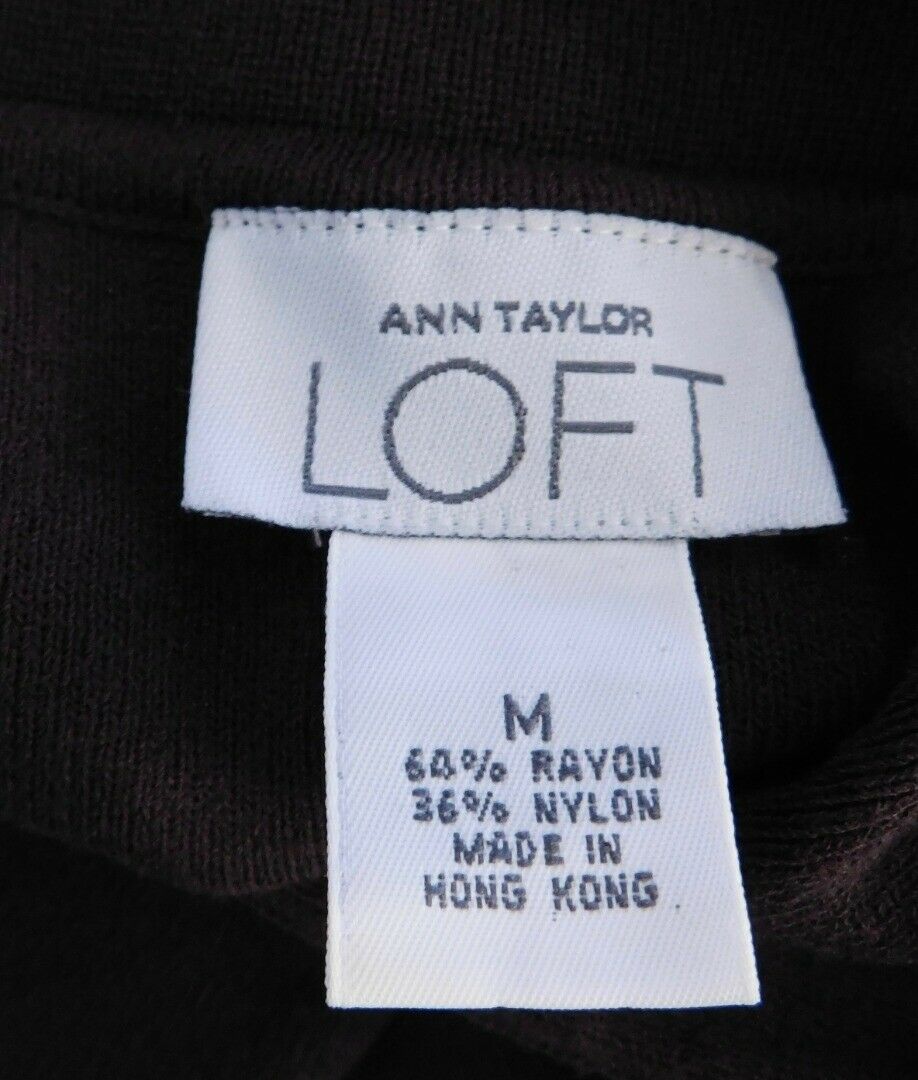 ANN TAYLOR
LOFT
M
64% RAYON
36% NYLON
MADE IN
HONG KONG